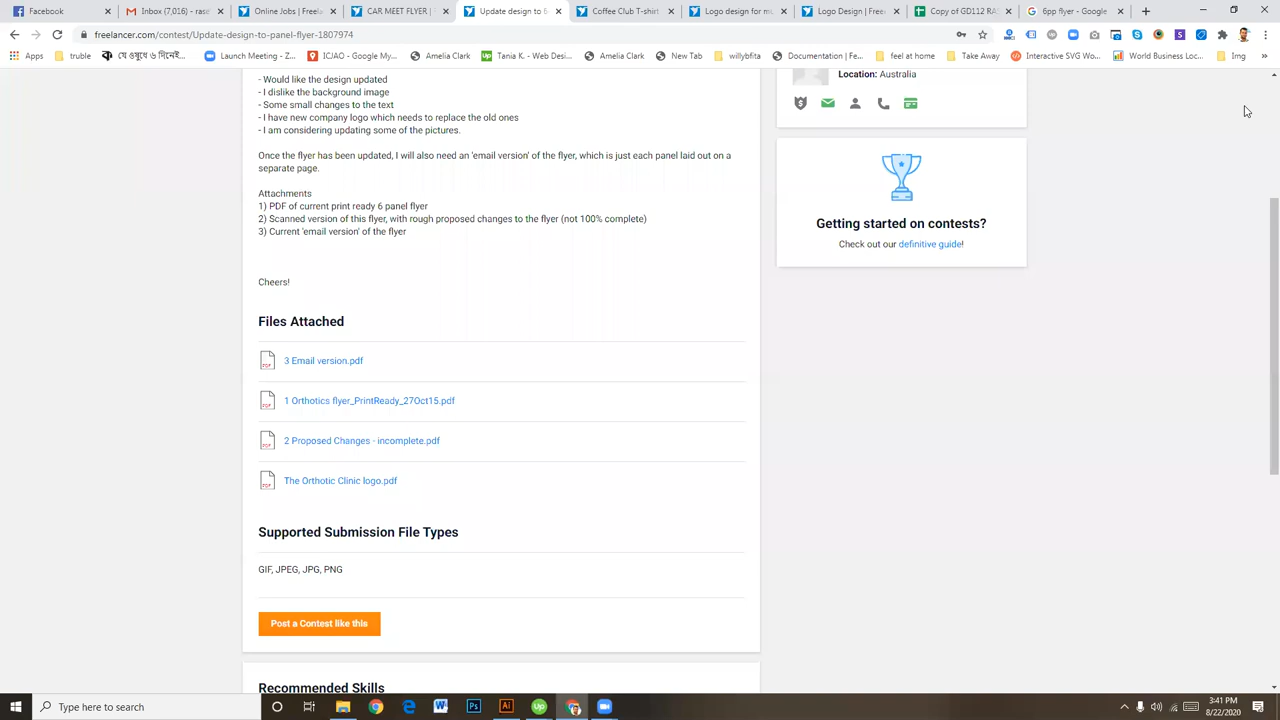 Facebook
Inbox (7,016) - rase
Online Jobs | Freela
CAR MEET FLYER |
Update design to 6
Coffee Club T-shirt
Logo design for mu
Logo Design | Free
Copy of GD112 RA
6pp flyer - Google
freelancer.com/contest/Update-design-to-panel-flyer-1807974
Apps
truble
যে ওষুধে ৬ দিনেই...
Launch Meeting - Z...
ICJAO - Google My...
Amelia Clark
Tania K. - Web Desi...
Amelia Clark
New Tab
willybfita
Documentation | Fe...
feel at home
Take Away
Interactive SVG Wo...
World Business Loc...
Img
- Would like the design updated
- I dislike the background image
- Some small changes to the text
- I have new company logo which needs to replace the old ones
- I am considering updating some of the pictures.
Once the flyer has been updated, I will also need an 'email version' of the flyer, which is just each panel laid out on a
separate page.
Attachments
1) PDF of current print ready 6 panel flyer
2) Scanned version of this flyer, with rough proposed changes to the flyer (not 100% complete)
3) Current 'email version' of the flyer
Cheers!
Files Attached
3 Email version.pdf
1 Orthotics flyer_PrintReady_27Oct15.pdf
2 Proposed Changes - incomplete.pdf
The Orthotic Clinic logo.pdf
Supported Submission File Types
GIF, JPEG, JPG, PNG
Post a Contest like this
Recommended Skills
Location: Australia
Getting started on contests?
Check out our definitive guide!
Type here to search
3:41 PM
8/22/2020